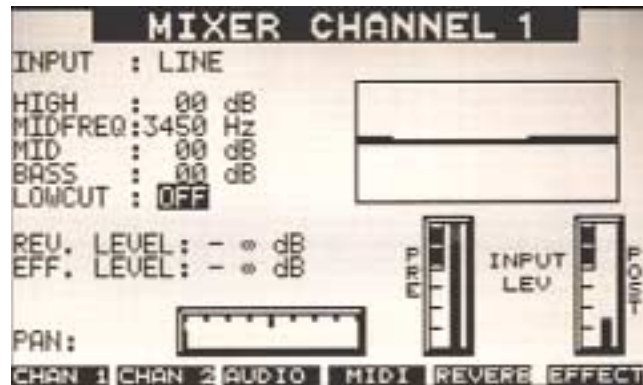 MIXER CHANNEL 1
INPUT : LINE
HIGH : 00 dB
MIDFREQ:3450 Hz
MID : 00 dB
BASS : 00 dB
LOWCUT : OFF
REV. LEVEL: - ∞ dB
EFF. LEVEL: - ∞ dB
PRE
INPUT LEV
POST
PAN:
CHAN 1 CHAN 2 AUDIO MIDI REVERB EFFECT